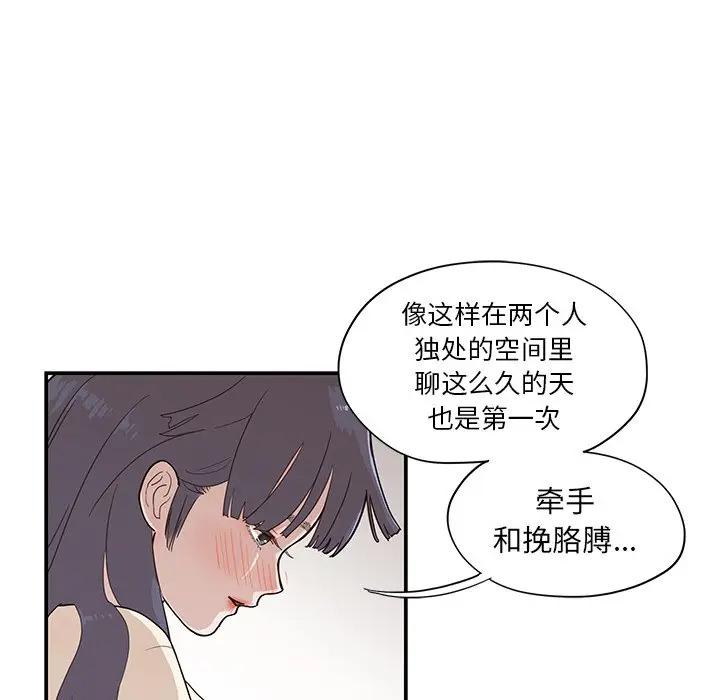 像这样在两个人
独处的空间里
聊这么久的天
也是第一次
牵手
和挽胳膊…